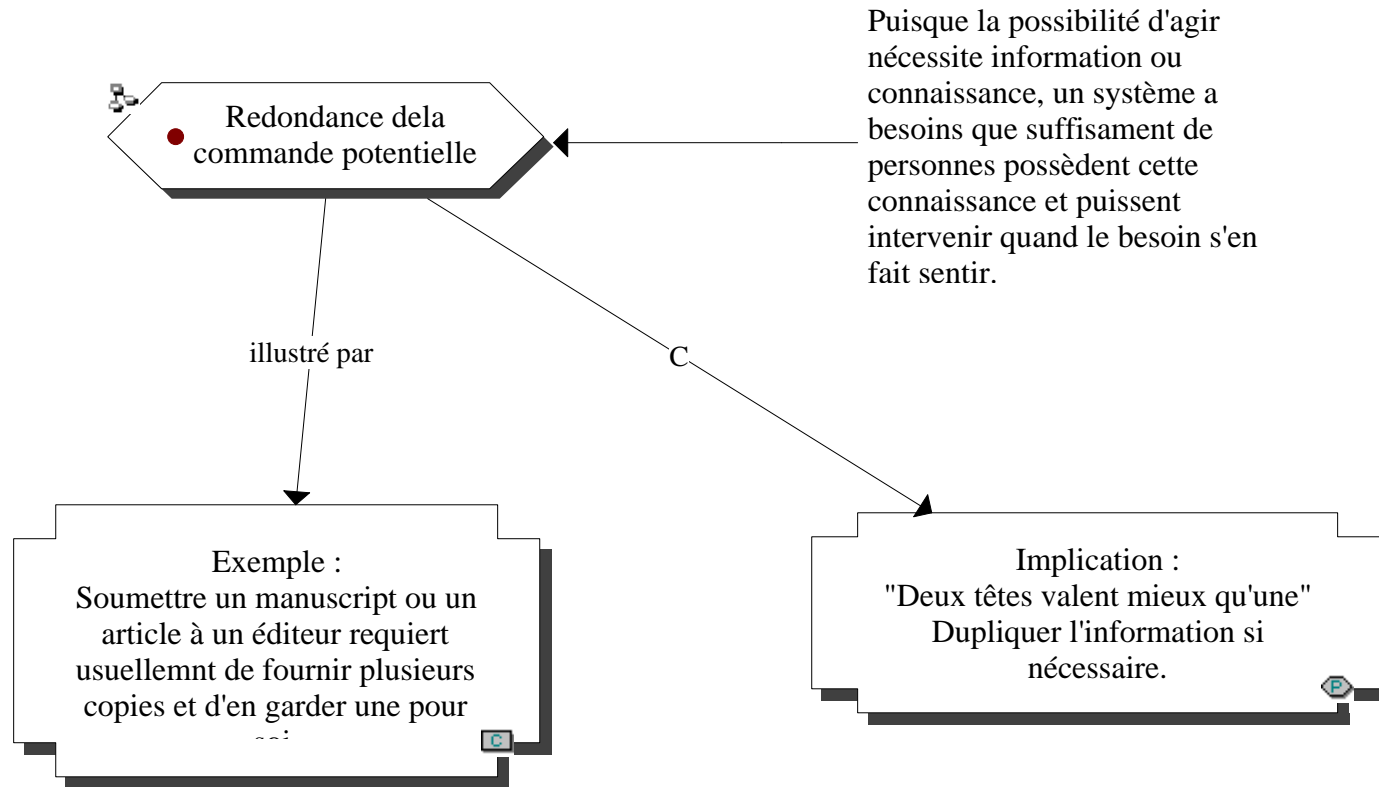 Puisque la possibilité d'agir
nécessite information ou
connaissance, un système a
besoins que suffisament de
personnes possèdent cette
connaissance et puissent
intervenir quand le besoin s'en
fait sentir.
Redondance dela
commande potentielle
illustré par
C
Exemple :
Soumettre un manuscript ou un
article à un éditeur requiert
usuellemnt de fournir plusieurs
copies et d'en garder une pour
C
Implication :
"Deux têtes valent mieux qu'une"
Dupliquer l'information si
nécessaire.
P